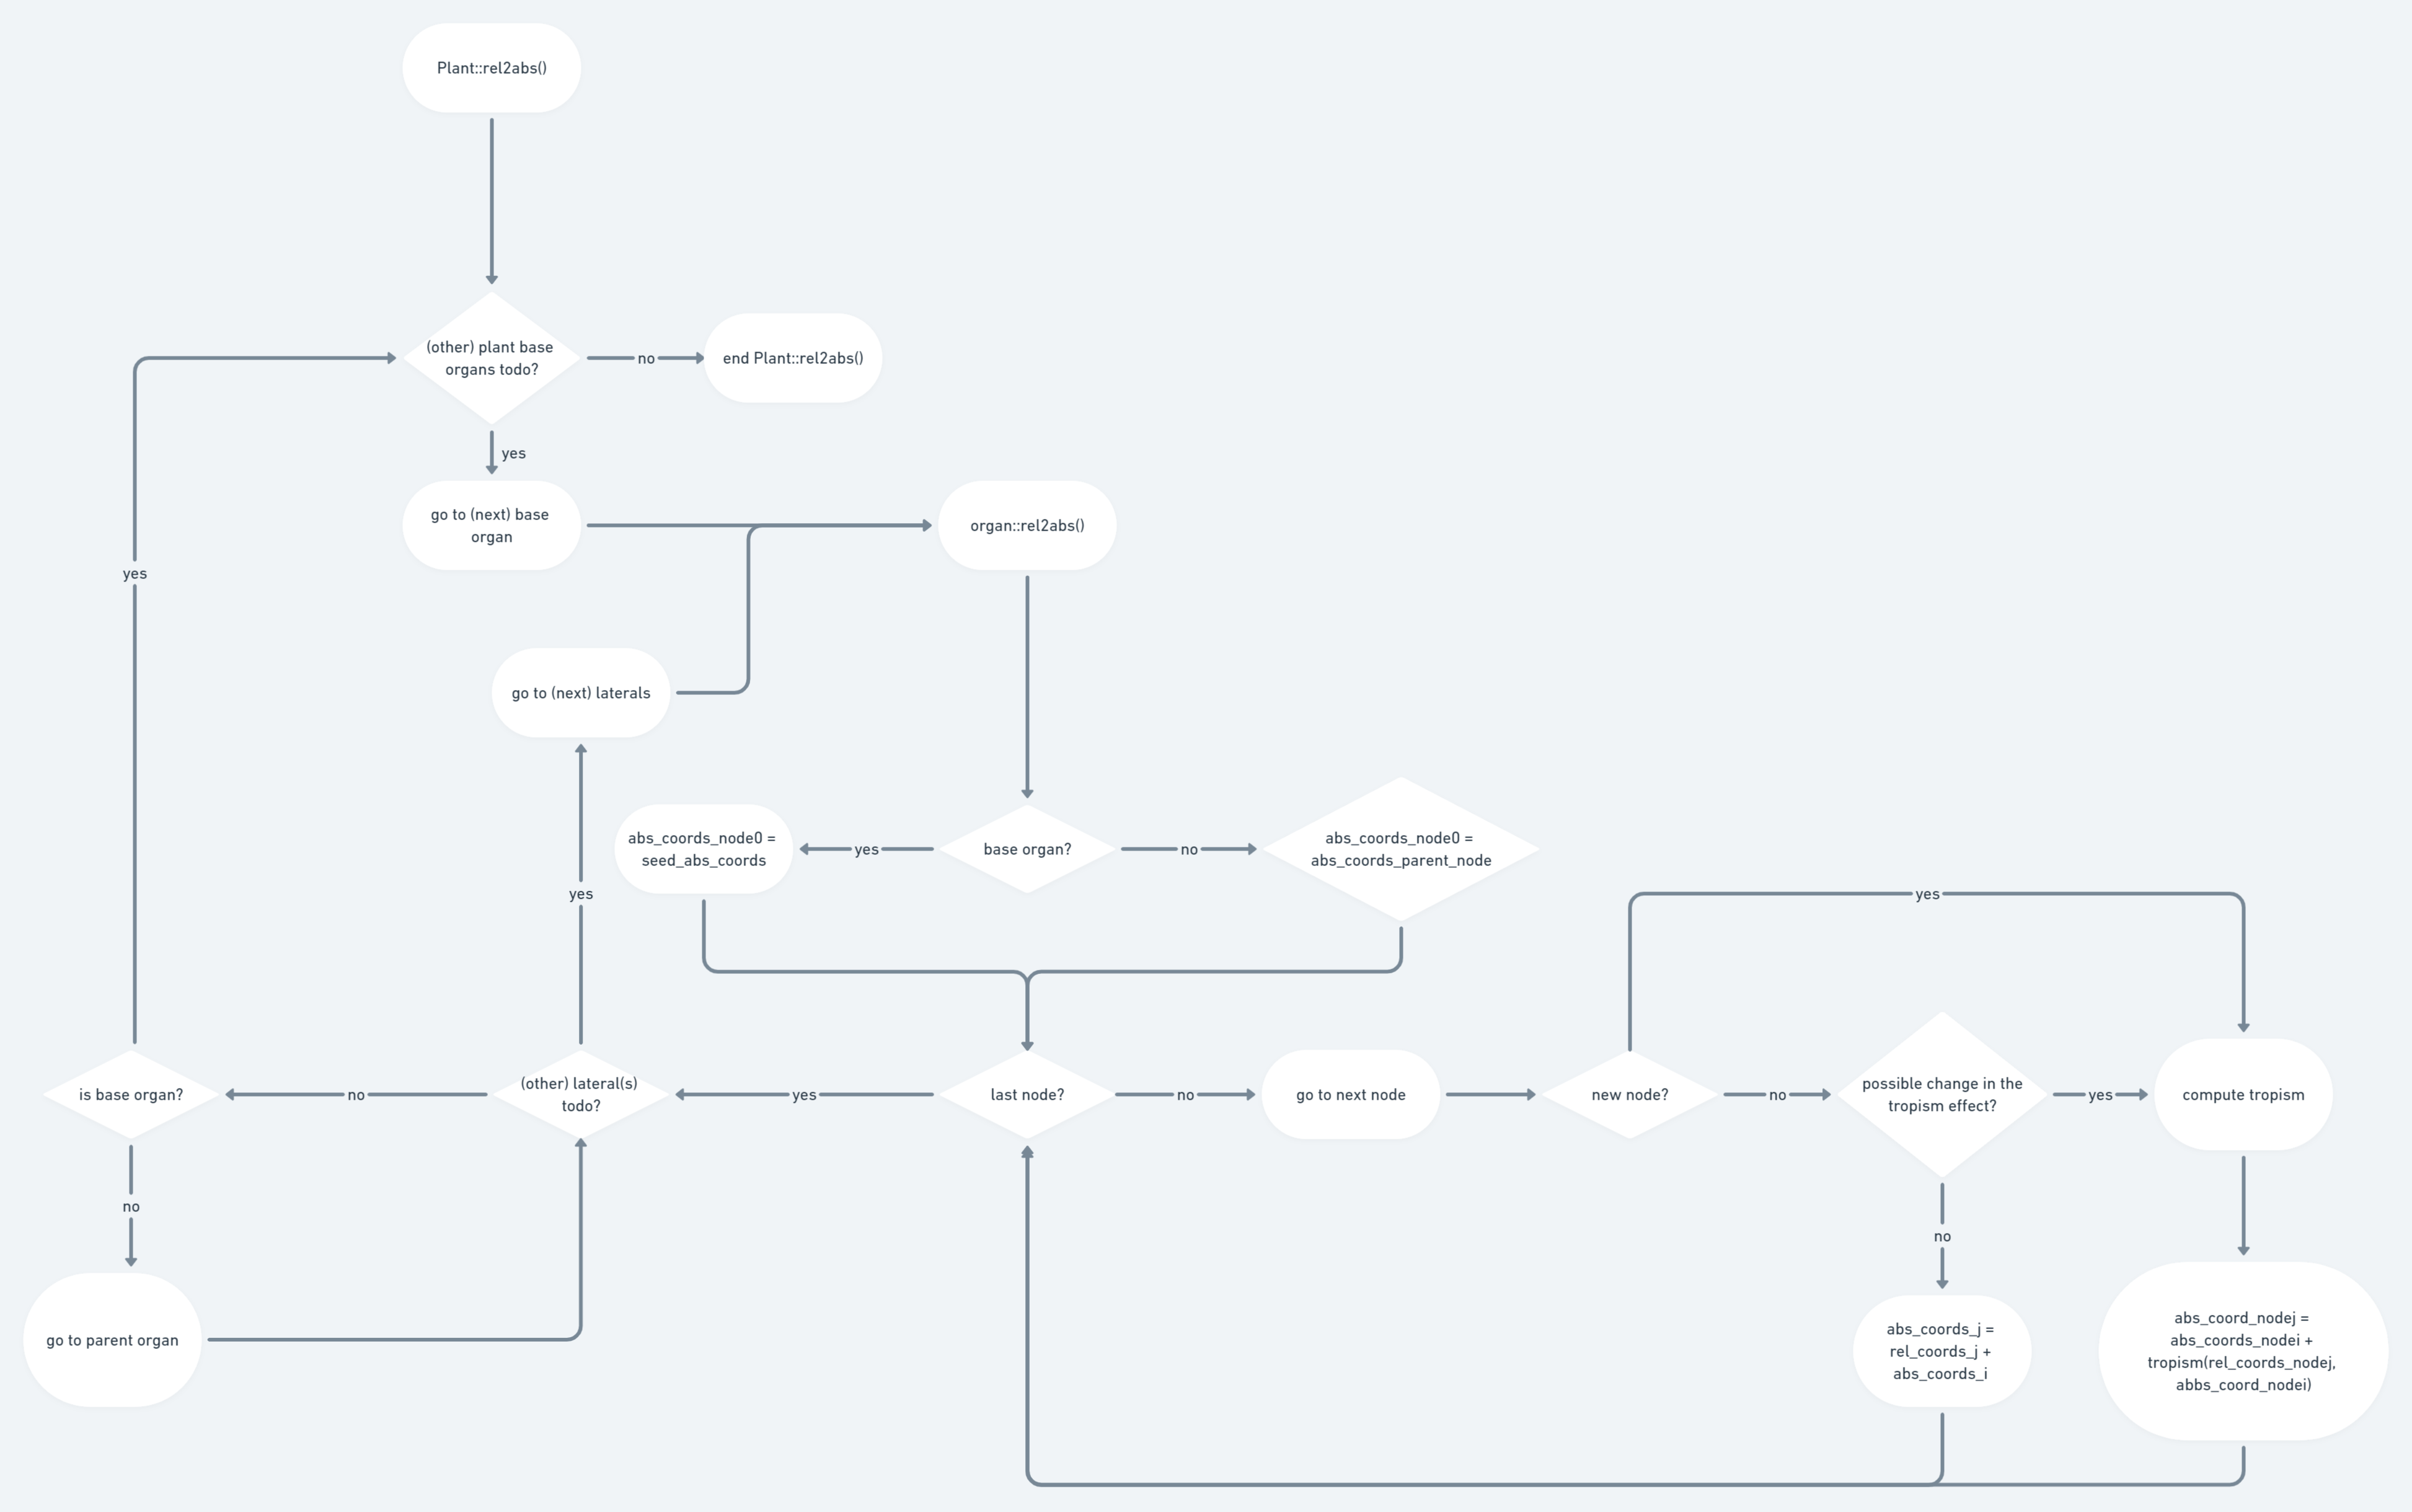 Plant::rel2abs()
(other) plant base
organs todo?
no
end Plant::rel2abs()
yes
go to (next) base
organ
organ::rel2abs()
yes
go to (next) laterals
abs_coords_node0 =
seed_abs_coords
yes
base organ?
no
abs_coords_node0 =
abs_coords_parent_node
yes
yes
is base organ?
no
(other) lateral(s)
todo?
yes
last node?
no
go to next node
new node?
no
possible change in the
tropism effect?
yes
compute tropism
no
no
go to parent organ
abs_coords_j =
rel_coords_j +
abs_coords_i
abs_coord_nodej =
abs_coords_nodei +
tropism(rel_coords_nodej,
abbs_coord_nodei)